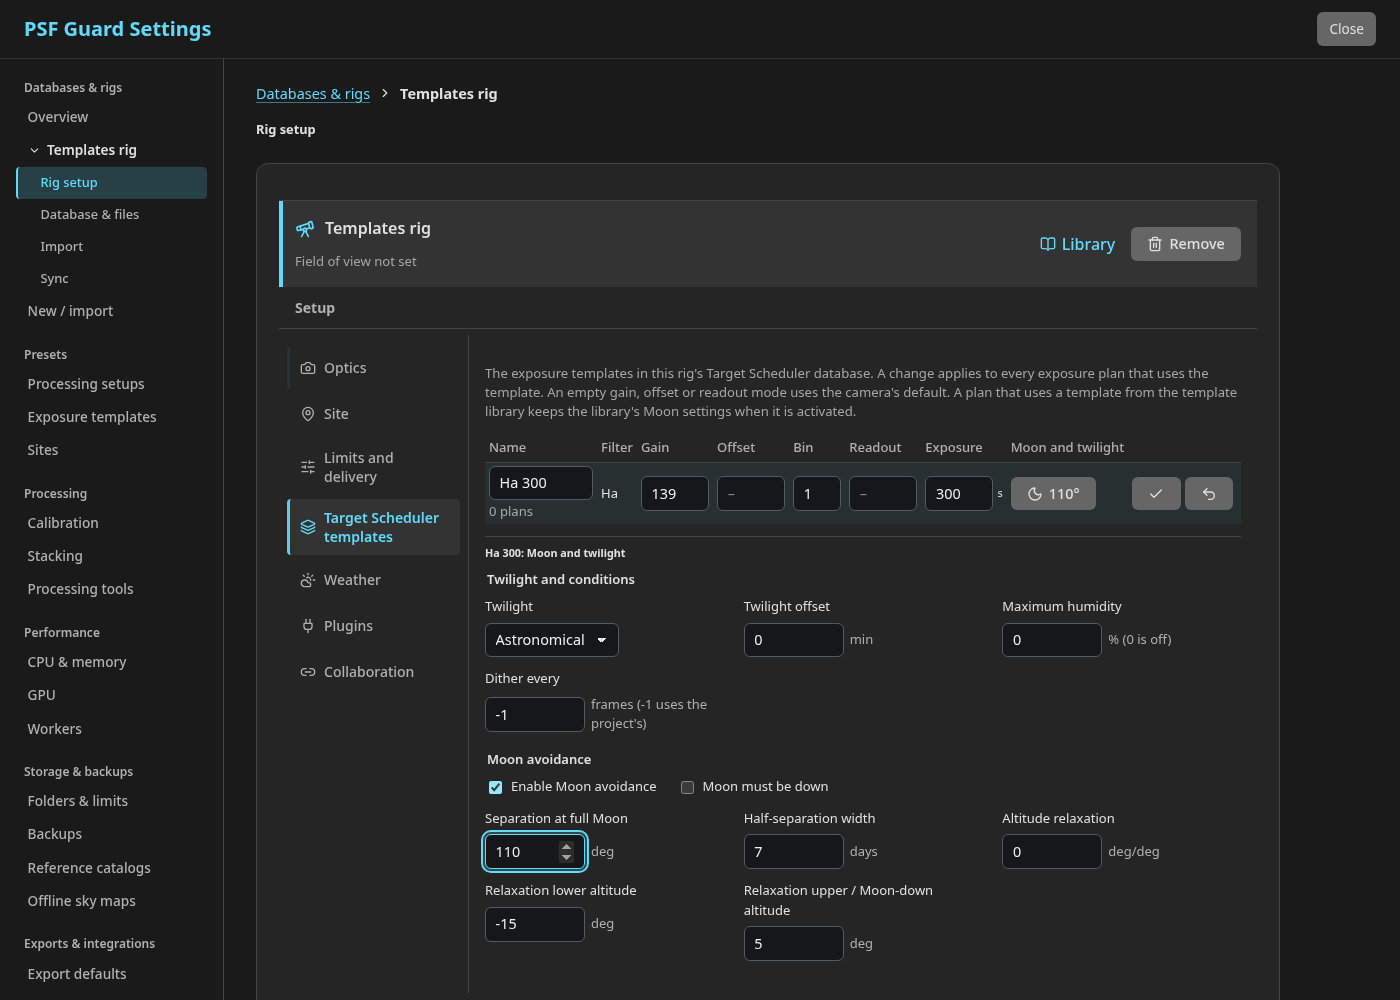 PSF Guard Settings
Close
Databases & rigs
Overview
Templates rig
Rig setup
Database & files
Import
Sync
New / import
Presets
Processing setups
Exposure templates
Sites
Processing
Calibration
Stacking
Processing tools
Performance
CPU & memory
GPU
Workers
Storage & backups
Folders & limits
Backups
Reference catalogs
Offline sky maps
Exports & integrations
Export defaults
Databases & rigs > Templates rig
Rig setup
Templates rig
Field of view not set
Library
Remove
Setup
Optics
Site
Limits and
delivery
Target Scheduler
templates
Weather
Plugins
Collaboration
The exposure templates in this rig's Target Scheduler database. A change applies to every exposure plan that uses the
template. An empty gain, offset or readout mode uses the camera's default. A plan that uses a template from the template
library keeps the library's Moon settings when it is activated.
Name Filter Gain Offset Bin Readout Exposure Moon and twilight
Ha 300 Ha 139 – 1 – 300 s 110°
0 plans
Ha 300: Moon and twilight
Twilight and conditions
Twilight Twilight offset Maximum humidity
Astronomical 0 min 0 % (0 is off)
Dither every
-1 frames (-1 uses the
project's)
Moon avoidance
Enable Moon avoidance Moon must be down
Separation at full Moon Half-separation width Altitude relaxation
110 deg 7 days 0 deg/deg
Relaxation lower altitude Relaxation upper / Moon-down
altitude
-15 deg 5 deg